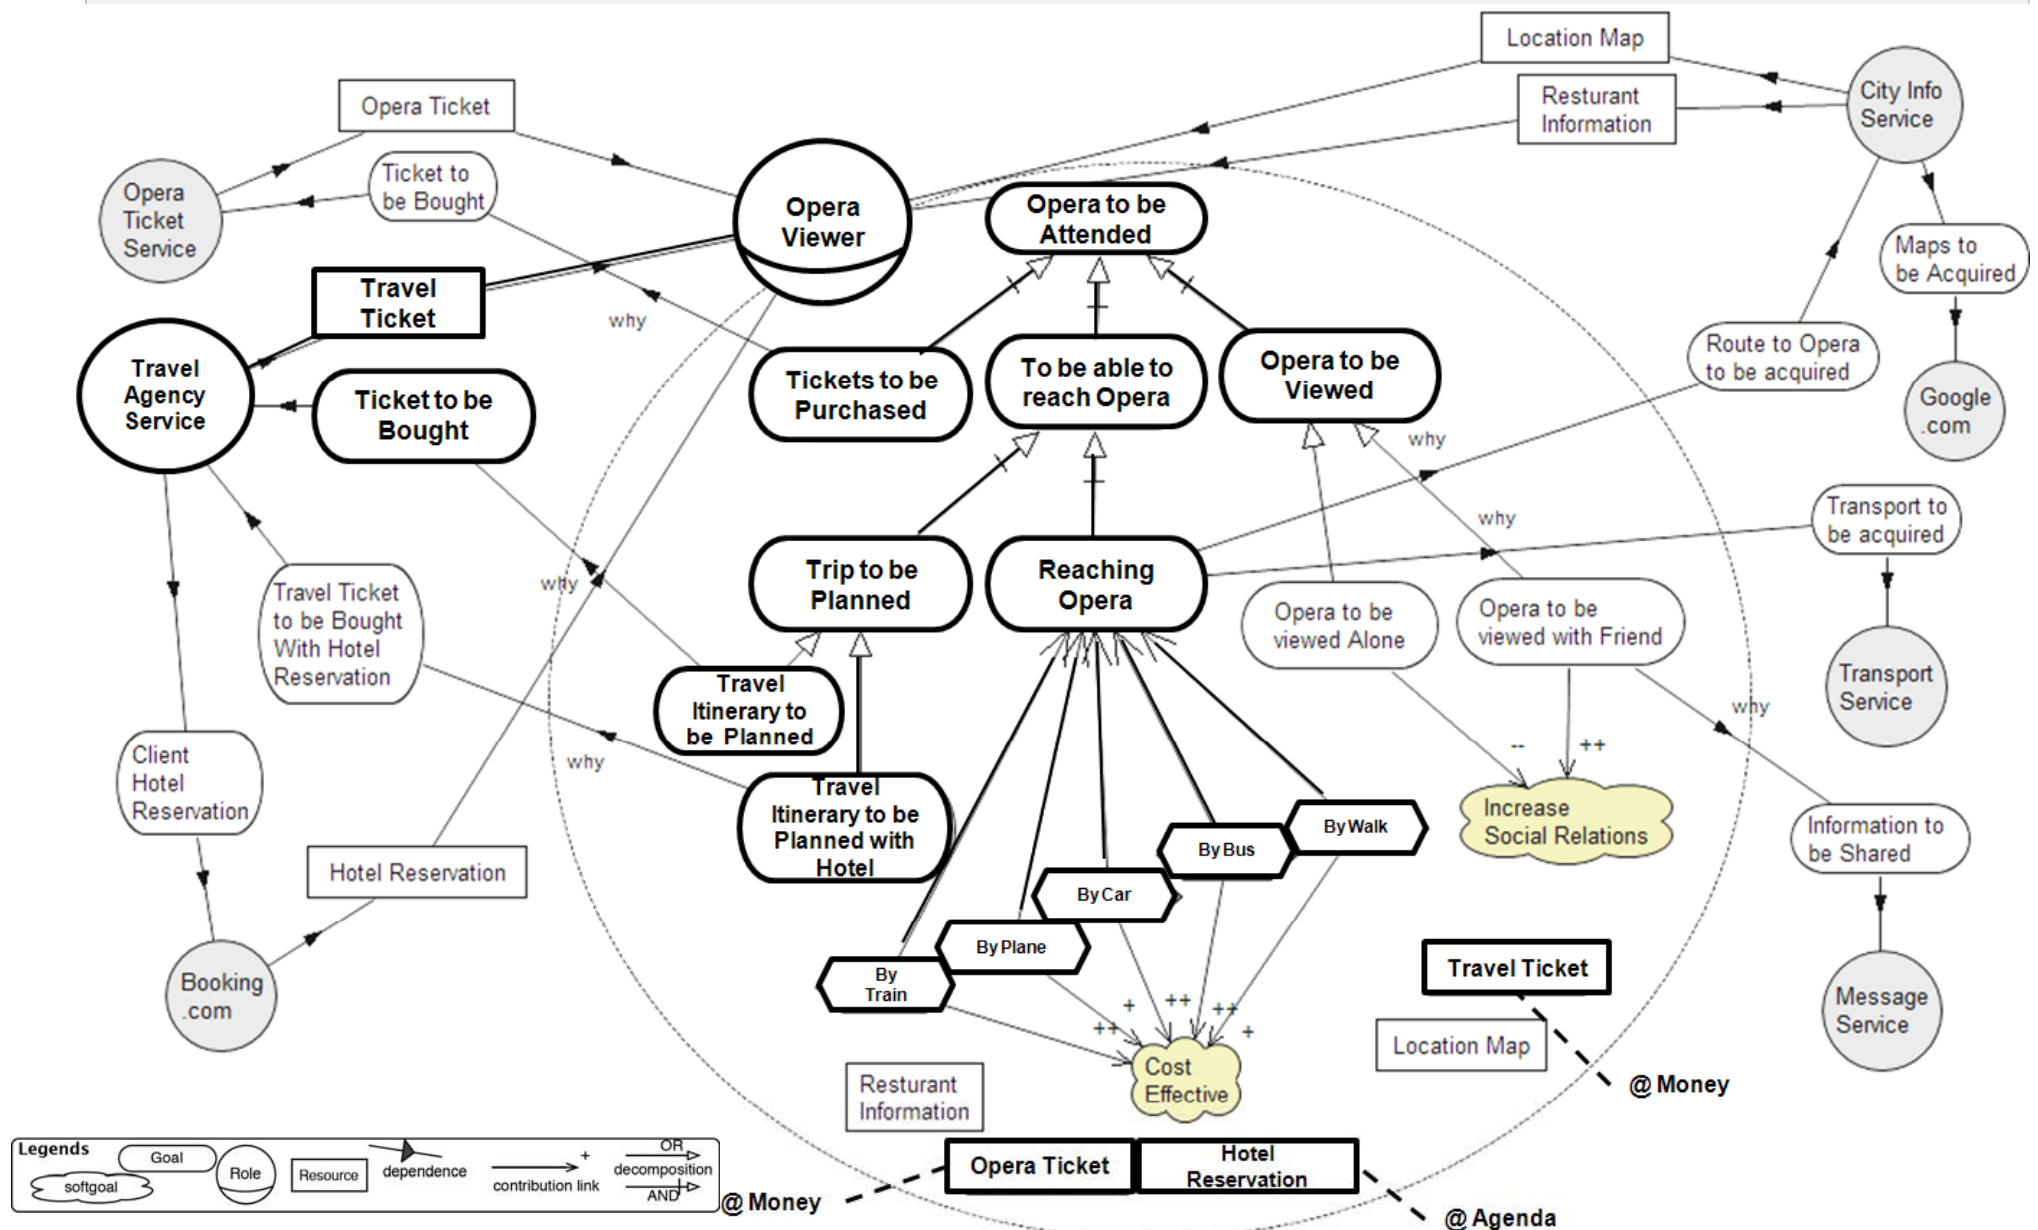 Location Map
Resturant
Information
City Info
Service
Opera Ticket
Ticket to
be Bought
Opera
Ticket
Service
Opera
Viewer
Opera to be
Attended
Maps to
be Acquired
Travel
Ticket
why
Travel
Agency
Service
Ticket to be
Bought
Tickets to be
Purchased
To be able to
reach Opera
Opera to be
Viewed
Route to Opera
to be acquired
Google
.com
why
why
Transport to
be acquired
why
Travel Ticket
to be Bought
With Hotel
Reservation
Trip to be
Planned
Reaching
Opera
Opera to be
viewed Alone
Opera to be
viewed with Friend
Transport
Service
why
Travel
Itinerary to
be Planned
why
Client
Hotel
Reservation
Travel
Itinerary to be
Planned with
Hotel
-- ++
Increase
Social Relations
Information to
be Shared
By Walk
By Bus
By Car
By Plane
By
Train
Hotel Reservation
Booking
.com
Travel Ticket
Location Map
@ Money
Message
Service
++
+
++
++
+
Cost
Effective
Resturant
Information
Opera Ticket
Hotel
Reservation
@ Money
@ Agenda
Legends
Goal
softgoal
Role
Resource
dependence
+
contribution link
OR
decomposition
AND